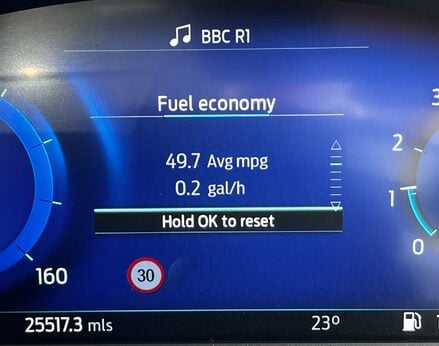 BBC R1
Fuel economy
49.7 Avg mpg
0.2 gal/h
Hold OK to reset
2
1
0
160
30
25517.3 mls
23°